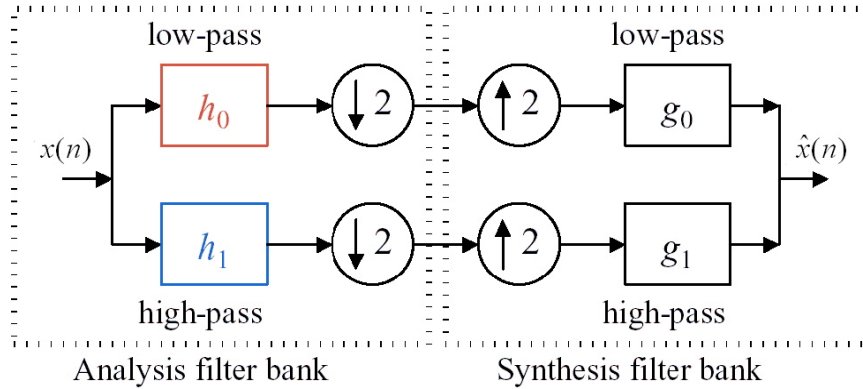 low-pass
low-pass
h₀
↓ 2
↑ 2
g₀
x(n)
x̂(n)
h₁
↓ 2
↑ 2
g₁
high-pass
high-pass
Analysis filter bank
Synthesis filter bank